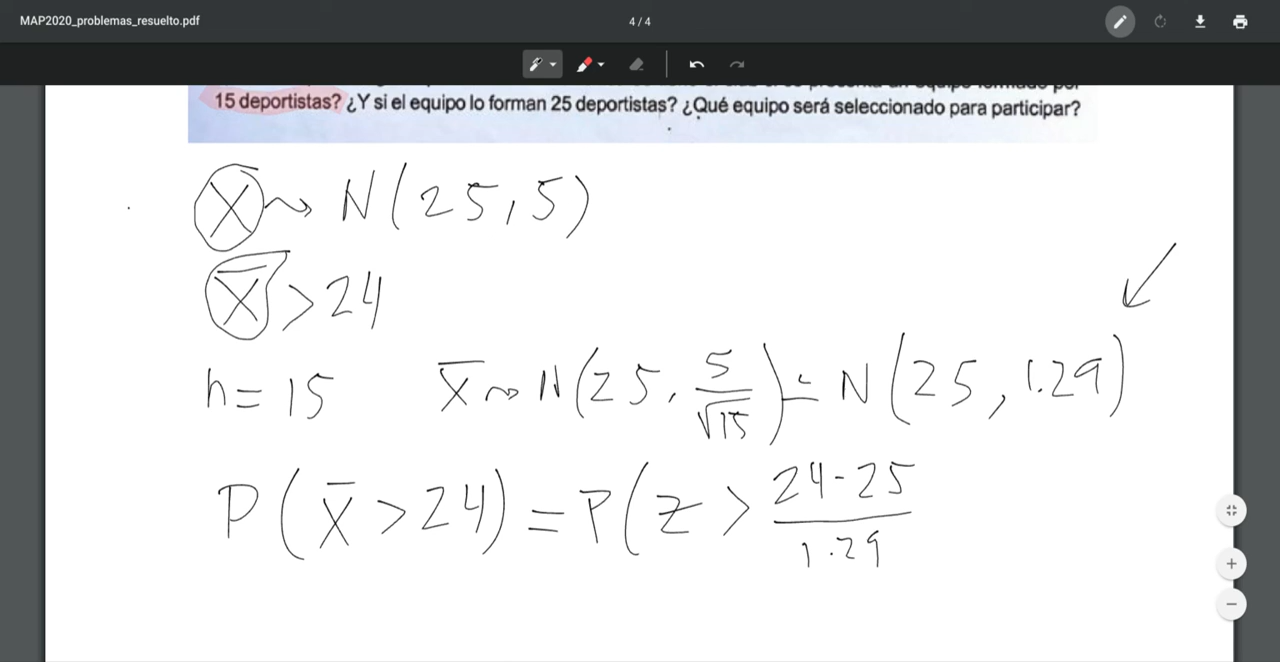 MAP2020_problemas_resuelto.pdf
4 / 4
15 deportistas? ¿Y si el equipo lo forman 25 deportistas? ¿Qué equipo será seleccionado para participar?
X ⇝ N(25,5)
X̅ > 24
n = 15 X̅ ⇝ N(25, 5/√15) = N(25, 1.29)
P(X̅ > 24) = P(z > 24-25/1.29